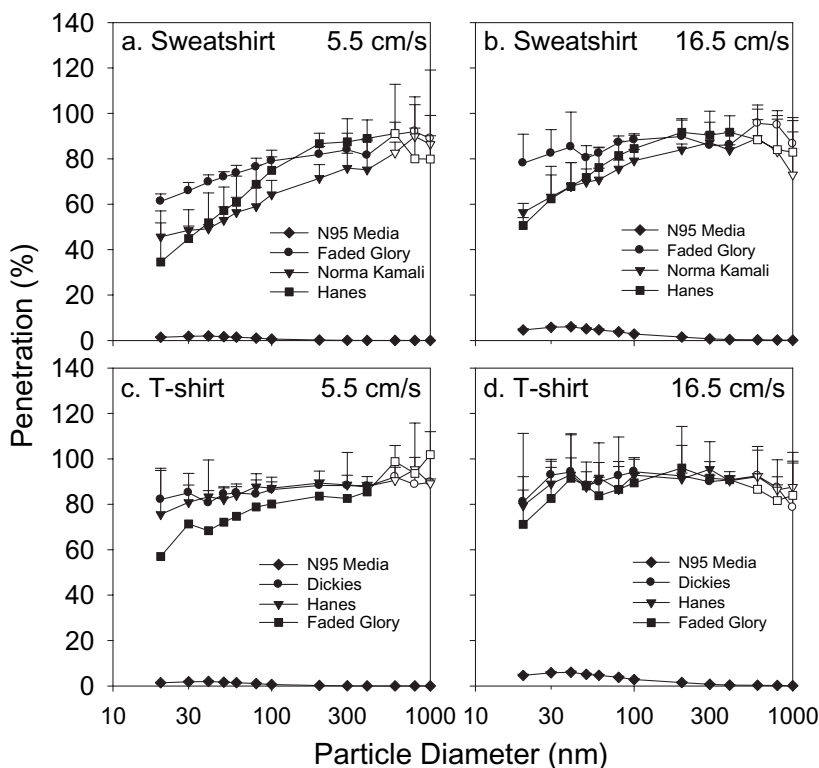 Penetration (%)
140
120
100
80
60
40
20
0
a. Sweatshirt 5.5 cm/s
N95 Media
Faded Glory
Norma Kamali
Hanes
b. Sweatshirt 16.5 cm/s
N95 Media
Faded Glory
Norma Kamali
Hanes
140
120
100
80
60
40
20
0
c. T-shirt 5.5 cm/s
N95 Media
Dickies
Hanes
Faded Glory
d. T-shirt 16.5 cm/s
N95 Media
Dickies
Hanes
Faded Glory
10 30 100 300 1000 10 30 100 300 1000
Particle Diameter (nm)